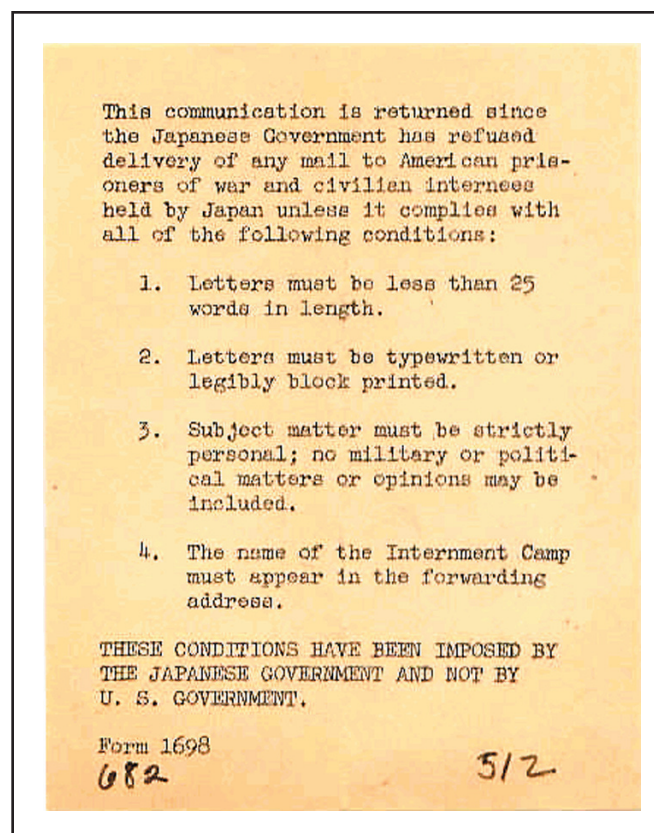 This communication is returned since
the Japanese Government has refused
delivery of any mail to American pris-
oners of war and civilian internees
held by Japan unless it complies with
all of the following conditions:
1. Letters must be less than 25
words in length.
2. Letters must be typewritten or
legibly block printed.
3. Subject matter must be strictly
personal; no military or politi-
cal matters or opinions may be
included.
4. The name of the Internment Camp
must appear in the forwarding
address.
THESE CONDITIONS HAVE BEEN IMPOSED BY
THE JAPANESE GOVERNMENT AND NOT BY
U. S. GOVERNMENT.
Form 1698
682 512